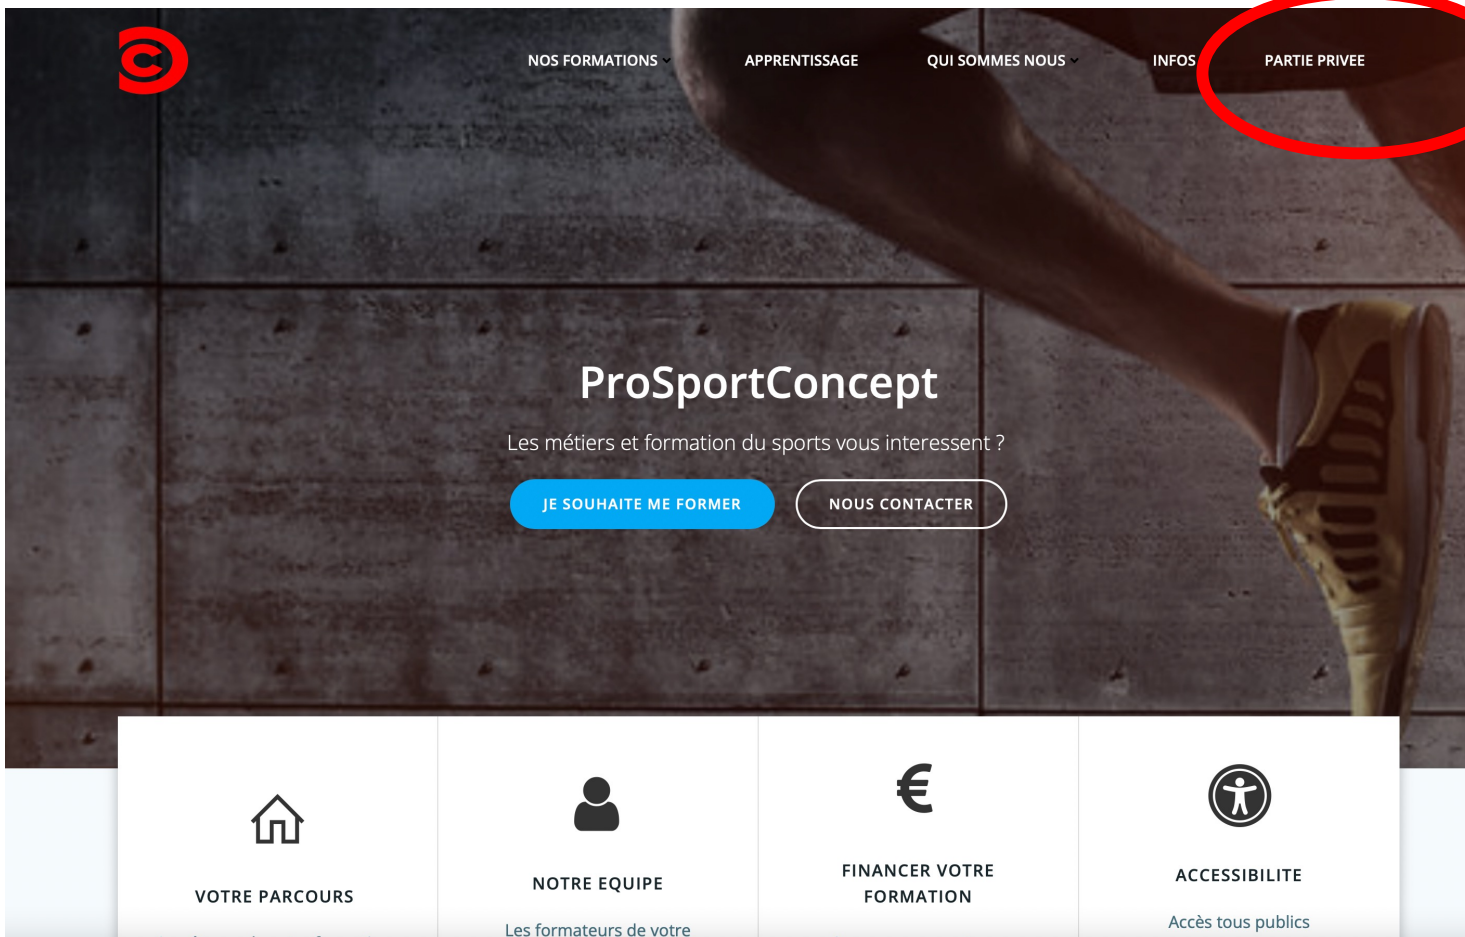 NOS FORMATIONS
APPRENTISSAGE
QUI SOMMES NOUS
INFOS
PARTIE PRIVEE
ProSportConcept
Les métiers et formation du sports vous interessent ?
JE SOUHAITE ME FORMER
NOUS CONTACTER
VOTRE PARCOURS
NOTRE EQUIPE
Les formateurs de votre
FINANCER VOTRE
FORMATION
ACCESSIBILITE
Accès tous publics